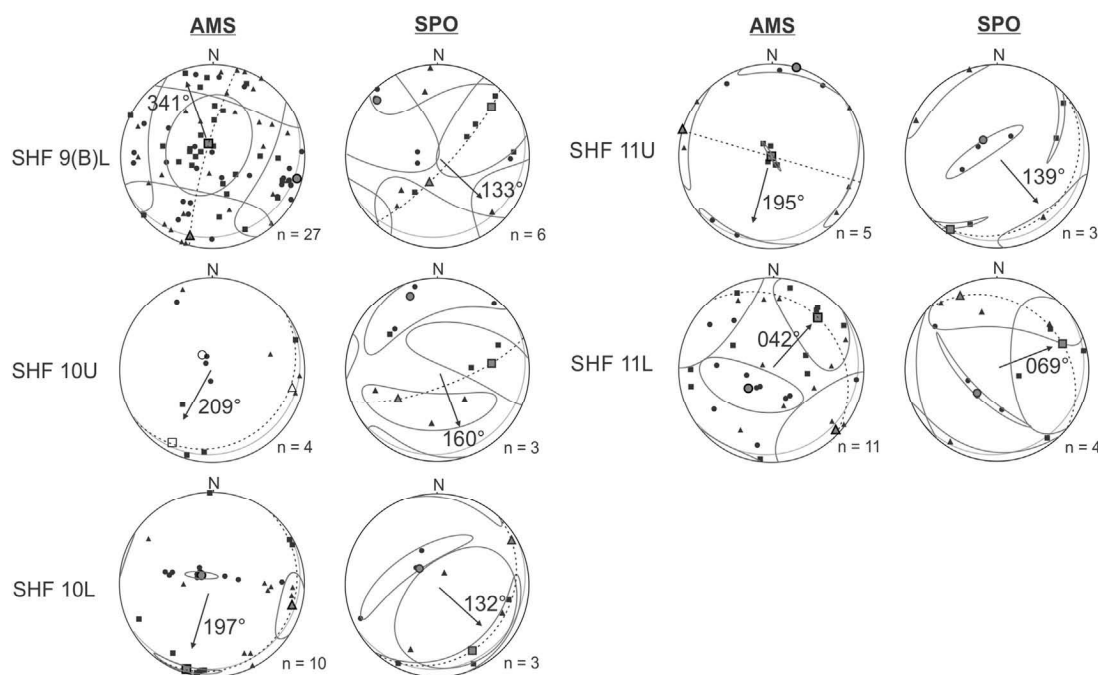 AMS SPO AMS SPO
N N N N
SHF 9(B)L 341° n = 27 133° n = 6
SHF 11U 195° n = 5 139° n = 3
N N N N
SHF 10U 209° n = 4 160° n = 3
SHF 11L 042° n = 11 069° n = 4
N N
SHF 10L 197° n = 10 132° n = 3